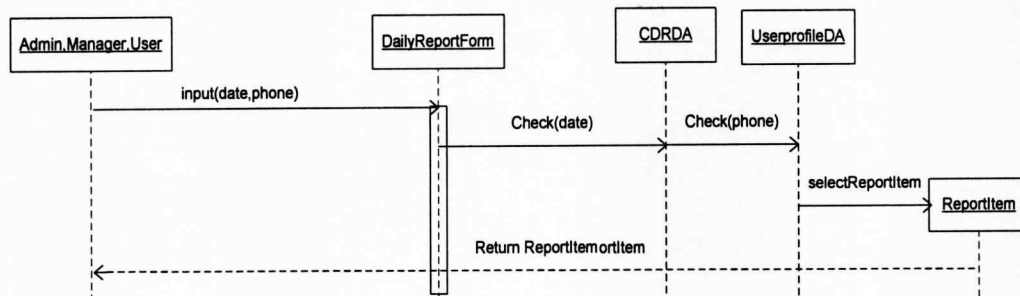 Admin,Manager,User
DailyReportForm
CDRDA
UserprofileDA
input(date,phone)
Check(date)
Check(phone)
selectReportItem
ReportItem
Return ReportItemortItem